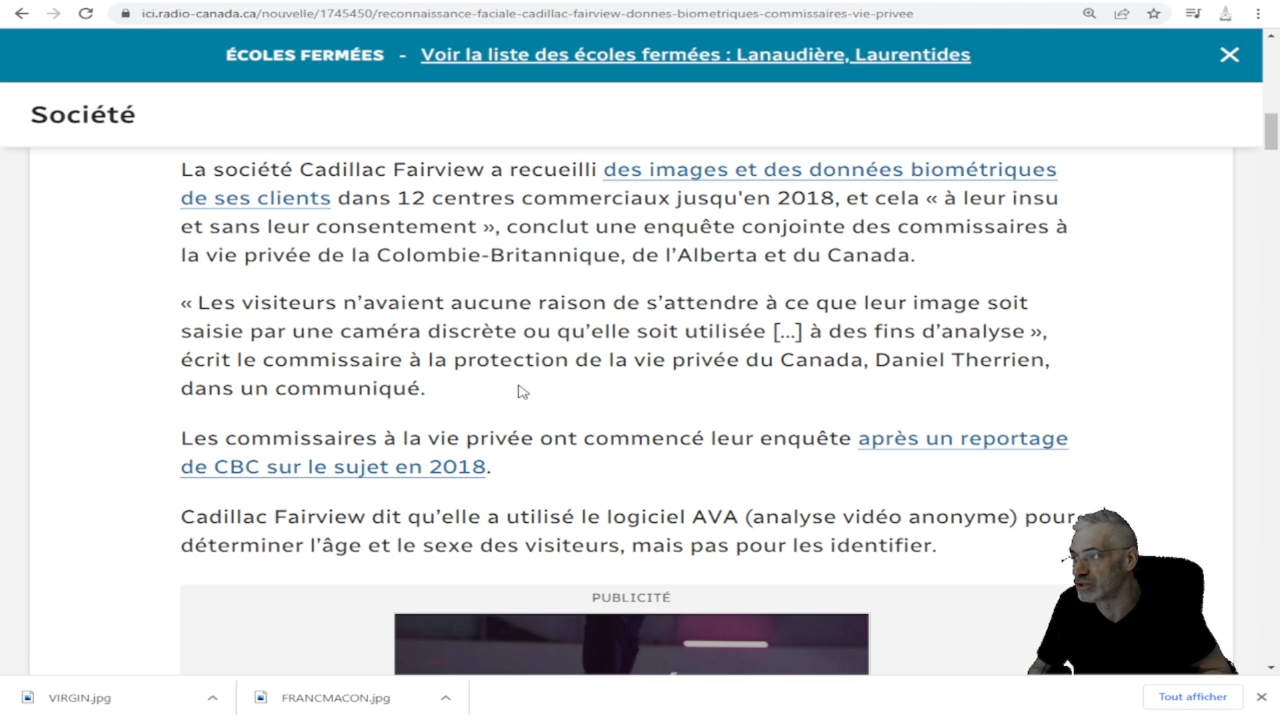 ici.radio-canada.ca/nouvelle/1745450/reconnaissance-faciale-cadillac-fairview-donnes-biometriques-commissaires-vie-privee
ÉCOLES FERMÉES - Voir la liste des écoles fermées : Lanaudière, Laurentides
Société
La société Cadillac Fairview a recueilli des images et des données biométriques
de ses clients dans 12 centres commerciaux jusqu'en 2018, et cela « à leur insu
et sans leur consentement », conclut une enquête conjointe des commissaires à
la vie privée de la Colombie-Britannique, de l'Alberta et du Canada.
« Les visiteurs n'avaient aucune raison de s'attendre à ce que leur image soit
saisie par une caméra discrète ou qu'elle soit utilisée [...] à des fins d'analyse »,
écrit le commissaire à la protection de la vie privée du Canada, Daniel Therrien,
dans un communiqué.
Les commissaires à la vie privée ont commencé leur enquête après un reportage
de CBC sur le sujet en 2018.
Cadillac Fairview dit qu'elle a utilisé le logiciel AVA (analyse vidéo anonyme) pour
déterminer l'âge et le sexe des visiteurs, mais pas pour les identifier.
PUBLICITÉ
VIRGIN.jpg
FRANCMACON.jpg
Tout afficher